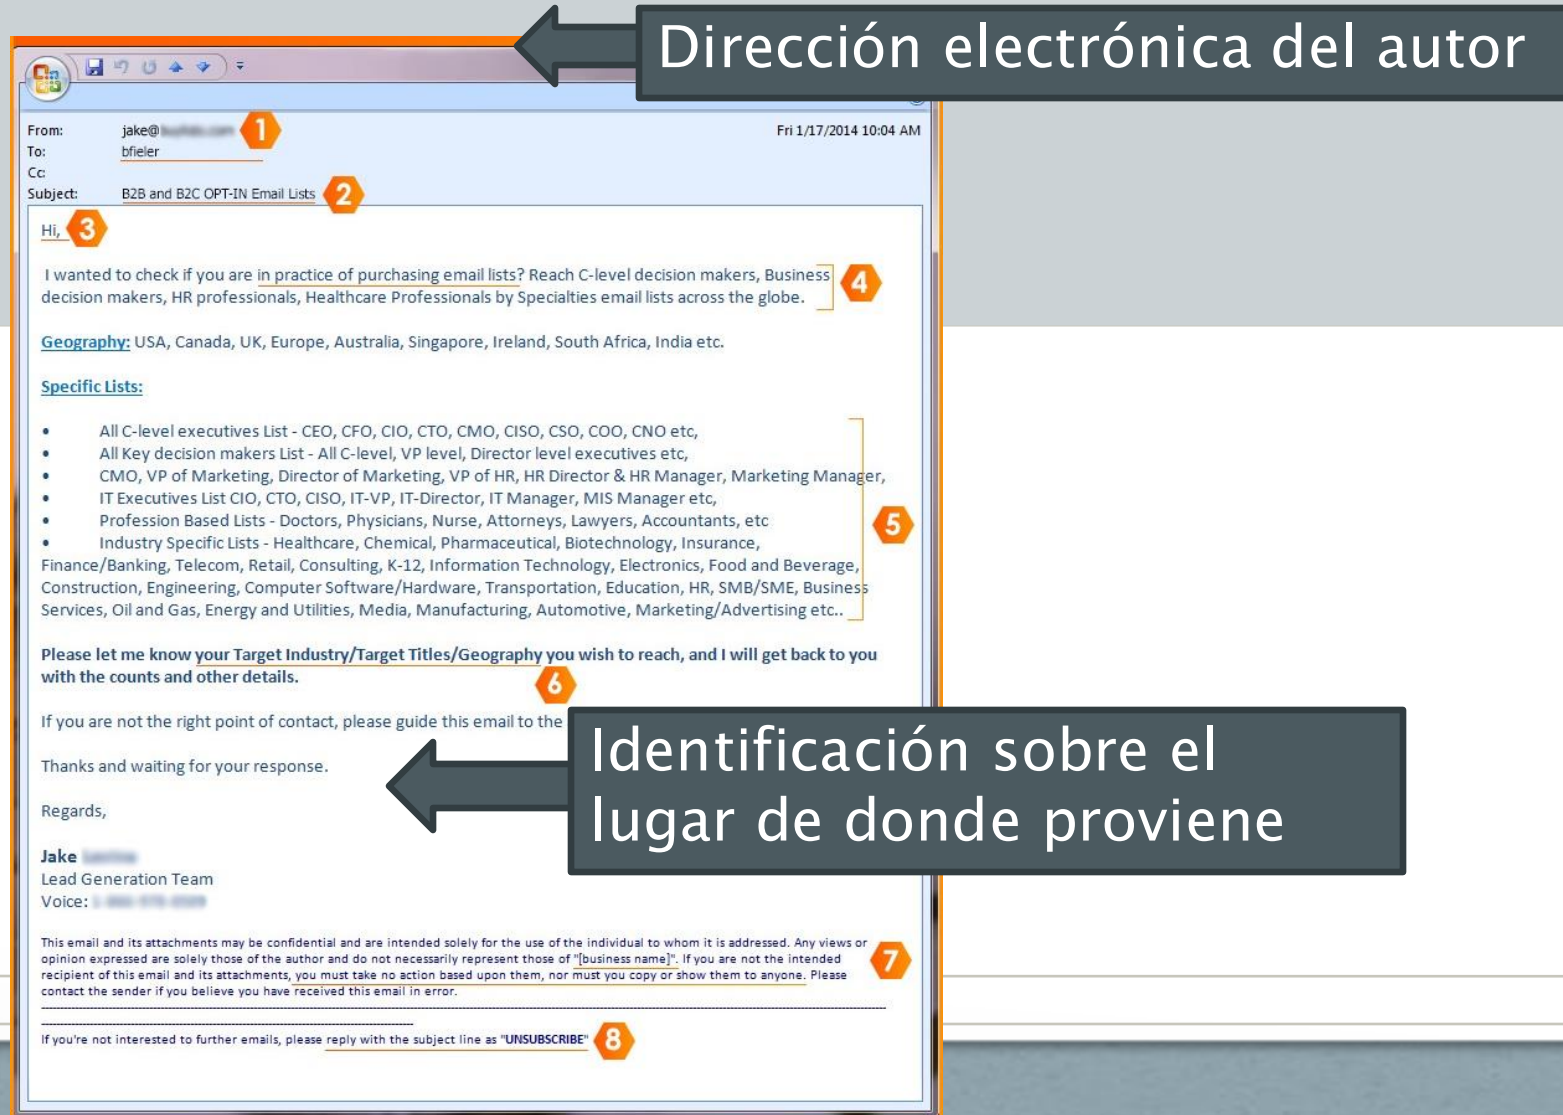 Dirección electrónica del autor
From: jake@ 1 Fri 1/17/2014 10:04 AM
To: bfieler
Cc:
Subject: B2B and B2C OPT-IN Email Lists 2
Hi, 3
I wanted to check if you are in practice of purchasing email lists? Reach C-level decision makers, Business
decision makers, HR professionals, Healthcare Professionals by Specialties email lists across the globe.
4
Geography: USA, Canada, UK, Europe, Australia, Singapore, Ireland, South Africa, India etc.
Specific Lists:
• All C-level executives List - CEO, CFO, CIO, CTO, CMO, CISO, CSO, COO, CNO etc,
• All Key decision makers List - All C-level, VP level, Director level executives etc,
• CMO, VP of Marketing, Director of Marketing, VP of HR, HR Director & HR Manager, Marketing Manager,
• IT Executives List CIO, CTO, CISO, IT-VP, IT-Director, IT Manager, MIS Manager etc,
• Profession Based Lists - Doctors, Physicians, Nurse, Attorneys, Lawyers, Accountants, etc
5
• Industry Specific Lists - Healthcare, Chemical, Pharmaceutical, Biotechnology, Insurance,
Finance/Banking, Telecom, Retail, Consulting, K-12, Information Technology, Electronics, Food and Beverage,
Construction, Engineering, Computer Software/Hardware, Transportation, Education, HR, SMB/SME, Business
Services, Oil and Gas, Energy and Utilities, Media, Manufacturing, Automotive, Marketing/Advertising etc..
Please let me know your Target Industry/Target Titles/Geography you wish to reach, and I will get back to you
with the counts and other details.
6
If you are not the right point of contact, please guide this email to the
Identificación sobre el
lugar de donde proviene
Thanks and waiting for your response.
Regards,
Jake
Lead Generation Team
Voice:
This email and its attachments may be confidential and are intended solely for the use of the individual to whom it is addressed. Any views or
opinion expressed are solely those of the author and do not necessarily represent those of "[business name]". If you are not the intended
recipient of this email and its attachments, you must take no action based upon them, nor must you copy or show them to anyone. Please
contact the sender if you believe you have received this email in error.
7
If you're not interested to further emails, please reply with the subject line as "UNSUBSCRIBE" 8